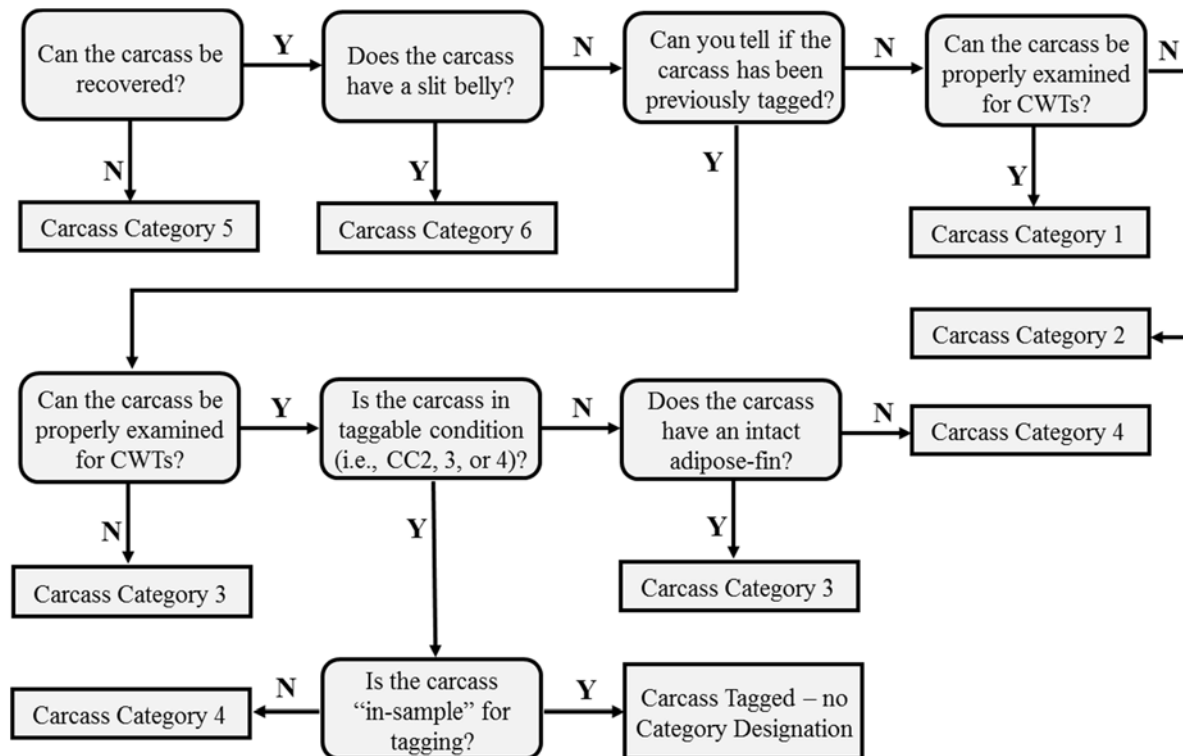 Can the carcass be
recovered?
Y
Does the carcass
have a slit belly?
N
Can you tell if the
carcass has been
previously tagged?
N
Can the carcass be
properly examined
for CWTs?
N
N
Y
Y
Y
Carcass Category 5
Carcass Category 6
Carcass Category 1
Carcass Category 2
Can the carcass be
properly examined
for CWTs?
Y
Is the carcass in
taggable condition
(i.e., CC2, 3, or 4)?
N
Does the carcass
have an intact
adipose-fin?
N
Carcass Category 4
N
Y
Y
Carcass Category 3
Carcass Category 3
Carcass Category 4
N
Is the carcass
“in-sample” for
tagging?
Y
Carcass Tagged – no
Category Designation